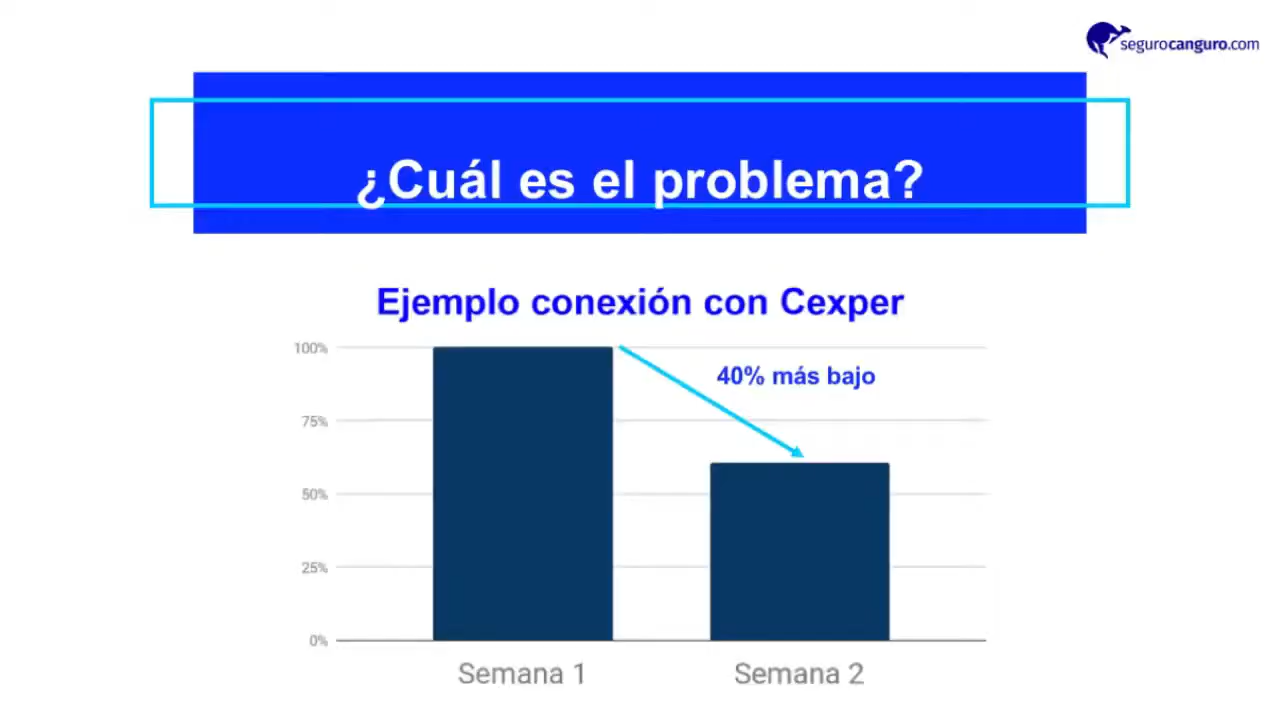 segurocanguro.com
¿Cuál es el problema?
Ejemplo conexión con Cexper
100%
40% más bajo
75%
50%
25%
0%
Semana 1
Semana 2